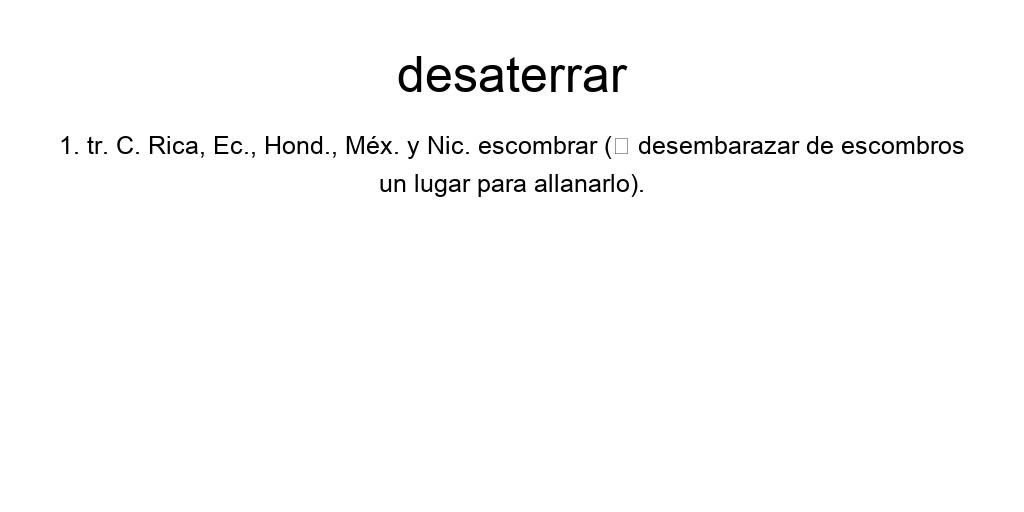 desaterrar
1. tr. C. Rica, Ec., Hond., Méx. y Nic. escombrar (□ desembarazar de escombros
un lugar para allanarlo).